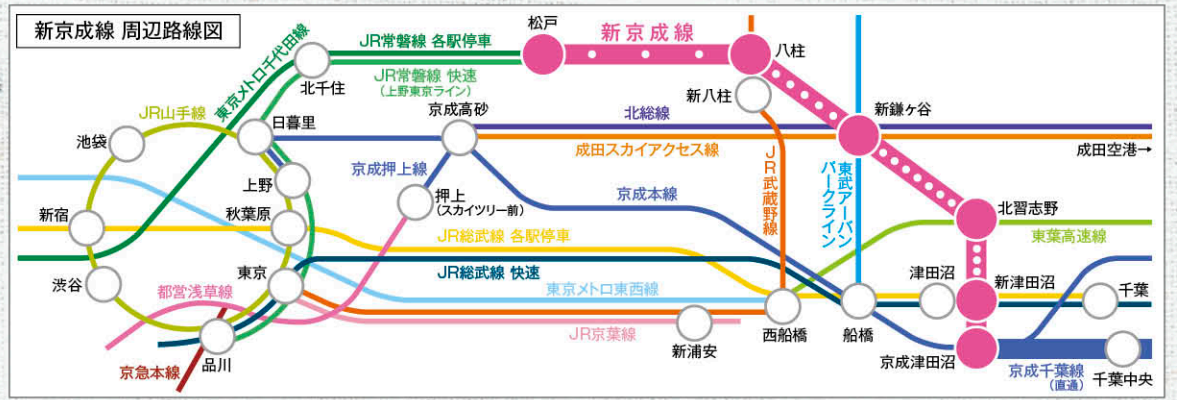 新京成線 周辺路線図
松戸
新京成線
八柱
JR常磐線 各駅停車
東京メトロ千代田線
北千住
JR常磐線 快速
(上野東京ライン)
新八柱
JR山手線
京成高砂
北総線
新鎌ヶ谷
池袋
日暮里
成田スカイアクセス線
成田空港→
京成押上線
JR武蔵野線
東武アーバン
パークライン
上野
押上
(スカイツリー前)
京成本線
新宿
秋葉原
北習志野
JR総武線 各駅停車
東葉高速線
東京
JR総武線 快速
津田沼
新津田沼
渋谷
都営浅草線
東京メトロ東西線
千葉
JR京葉線
西船橋
船橋
新浦安
品川
京成津田沼
京急本線
京成千葉線
(直通)
千葉中央